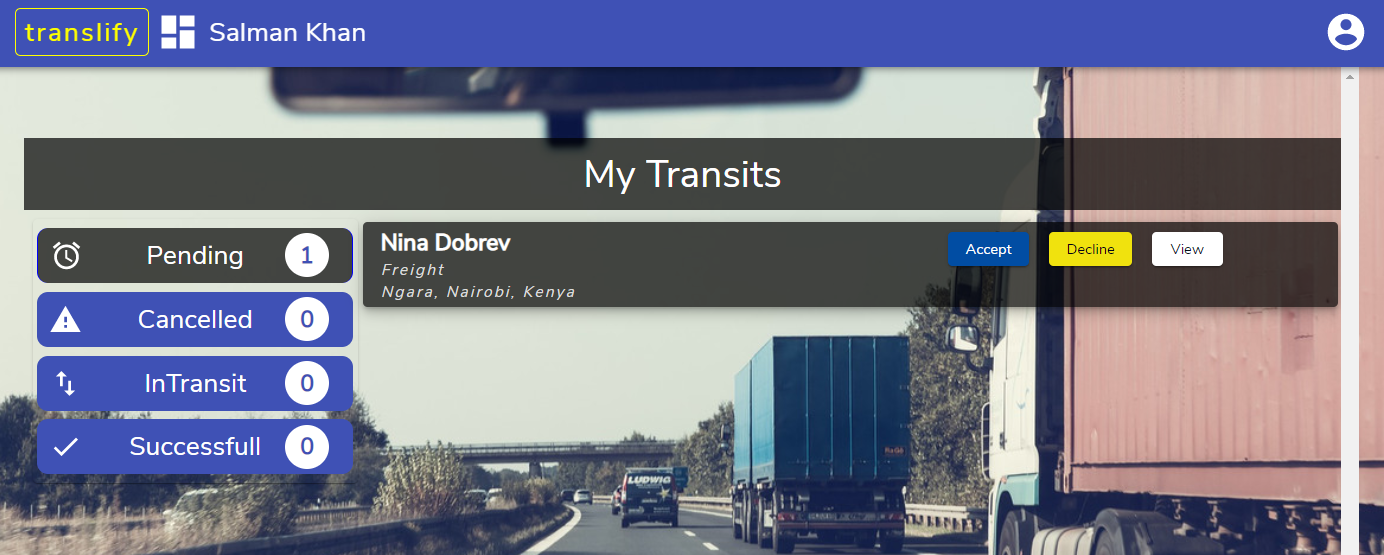 translify Salman Khan
My Transits
Pending 1
Cancelled 0
InTransit 0
Successfull 0
Nina Dobrev
Freight
Ngara, Nairobi, Kenya
Accept Decline View
LUDWIG